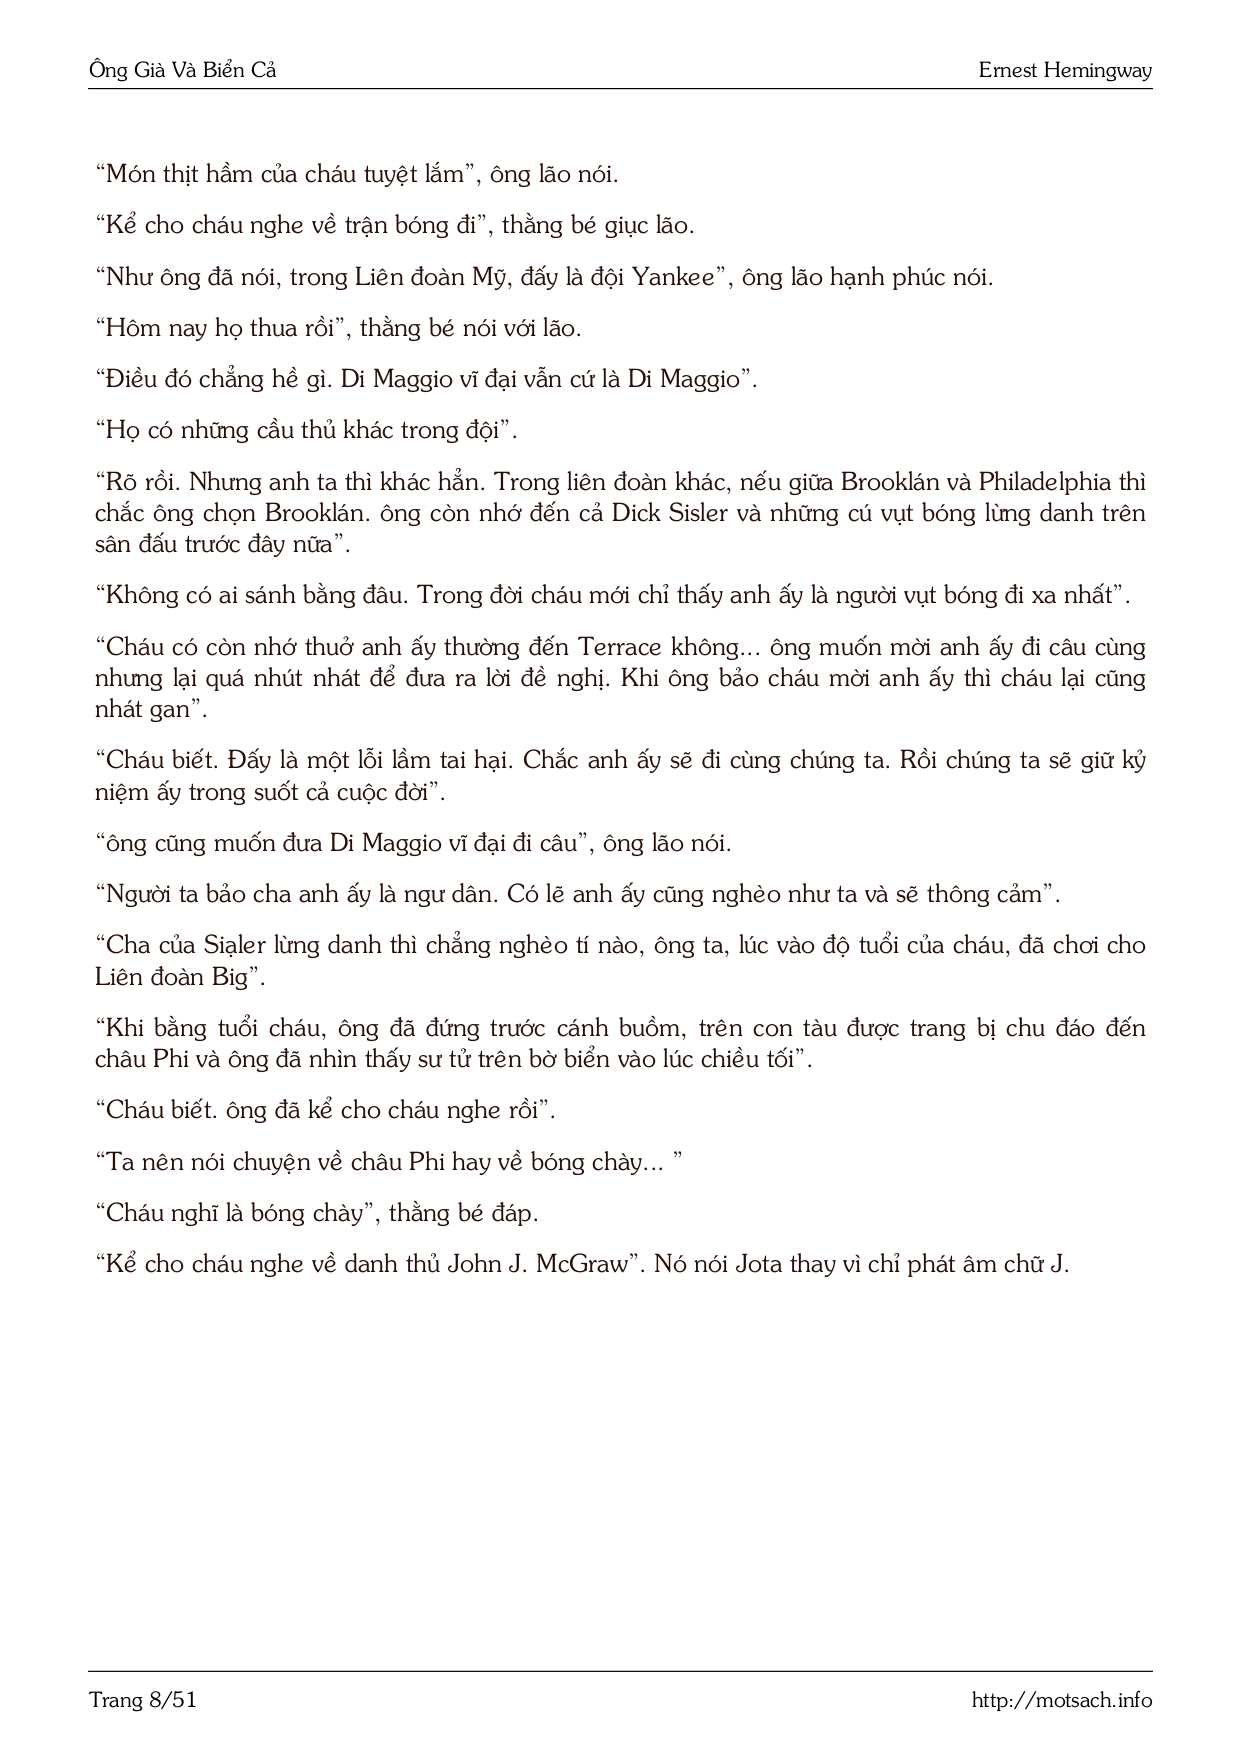 Ông Già Và Biển Cả
Ernest Hemingway
“Món thịt hầm của cháu tuyệt lắm”, ông lão nói.
“Kể cho cháu nghe về trận bóng đi”, thằng bé giục lão.
“Như ông đã nói, trong Liên đoàn Mỹ, đấy là đội Yankee”, ông lão hạnh phúc nói.
“Hôm nay họ thua rồi”, thằng bé nói với lão.
“Điều đó chẳng hề gì. Di Maggio vĩ đại vẫn cứ là Di Maggio”.
“Họ có những cầu thủ khác trong đội”.
“Rõ rồi. Nhưng anh ta thì khác hẳn. Trong liên đoàn khác, nếu giữa Brooklán và Philadelphia thì
chắc ông chọn Brooklán. ông còn nhớ đến cả Dick Sisler và những cú vụt bóng lừng danh trên
sân đấu trước đây nữa”.
“Không có ai sánh bằng đâu. Trong đời cháu mới chỉ thấy anh ấy là người vụt bóng đi xa nhất”.
“Cháu có còn nhớ thuở anh ấy thường đến Terrace không... ông muốn mời anh ấy đi câu cùng
nhưng lại quá nhút nhát để đưa ra lời đề nghị. Khi ông bảo cháu mời anh ấy thì cháu lại cũng
nhát gan”.
“Cháu biết. Đấy là một lỗi lầm tai hại. Chắc anh ấy sẽ đi cùng chúng ta. Rồi chúng ta sẽ giữ kỷ
niệm ấy trong suốt cả cuộc đời”.
“ông cũng muốn đưa Di Maggio vĩ đại đi câu”, ông lão nói.
“Người ta bảo cha anh ấy là ngư dân. Có lẽ anh ấy cũng nghèo như ta và sẽ thông cảm”.
“Cha của Siạler lừng danh thì chẳng nghèo tí nào, ông ta, lúc vào độ tuổi của cháu, đã chơi cho
Liên đoàn Big”.
“Khi bằng tuổi cháu, ông đã đứng trước cánh buồm, trên con tàu được trang bị chu đáo đến
châu Phi và ông đã nhìn thấy sư tử trên bờ biển vào lúc chiều tối”.
“Cháu biết. ông đã kể cho cháu nghe rồi”.
“Ta nên nói chuyện về châu Phi hay về bóng chày... ”
“Cháu nghĩ là bóng chày”, thằng bé đáp.
“Kể cho cháu nghe về danh thủ John J. McGraw”. Nó nói Jota thay vì chỉ phát âm chữ J.
Trang 8/51
http://motsach.info